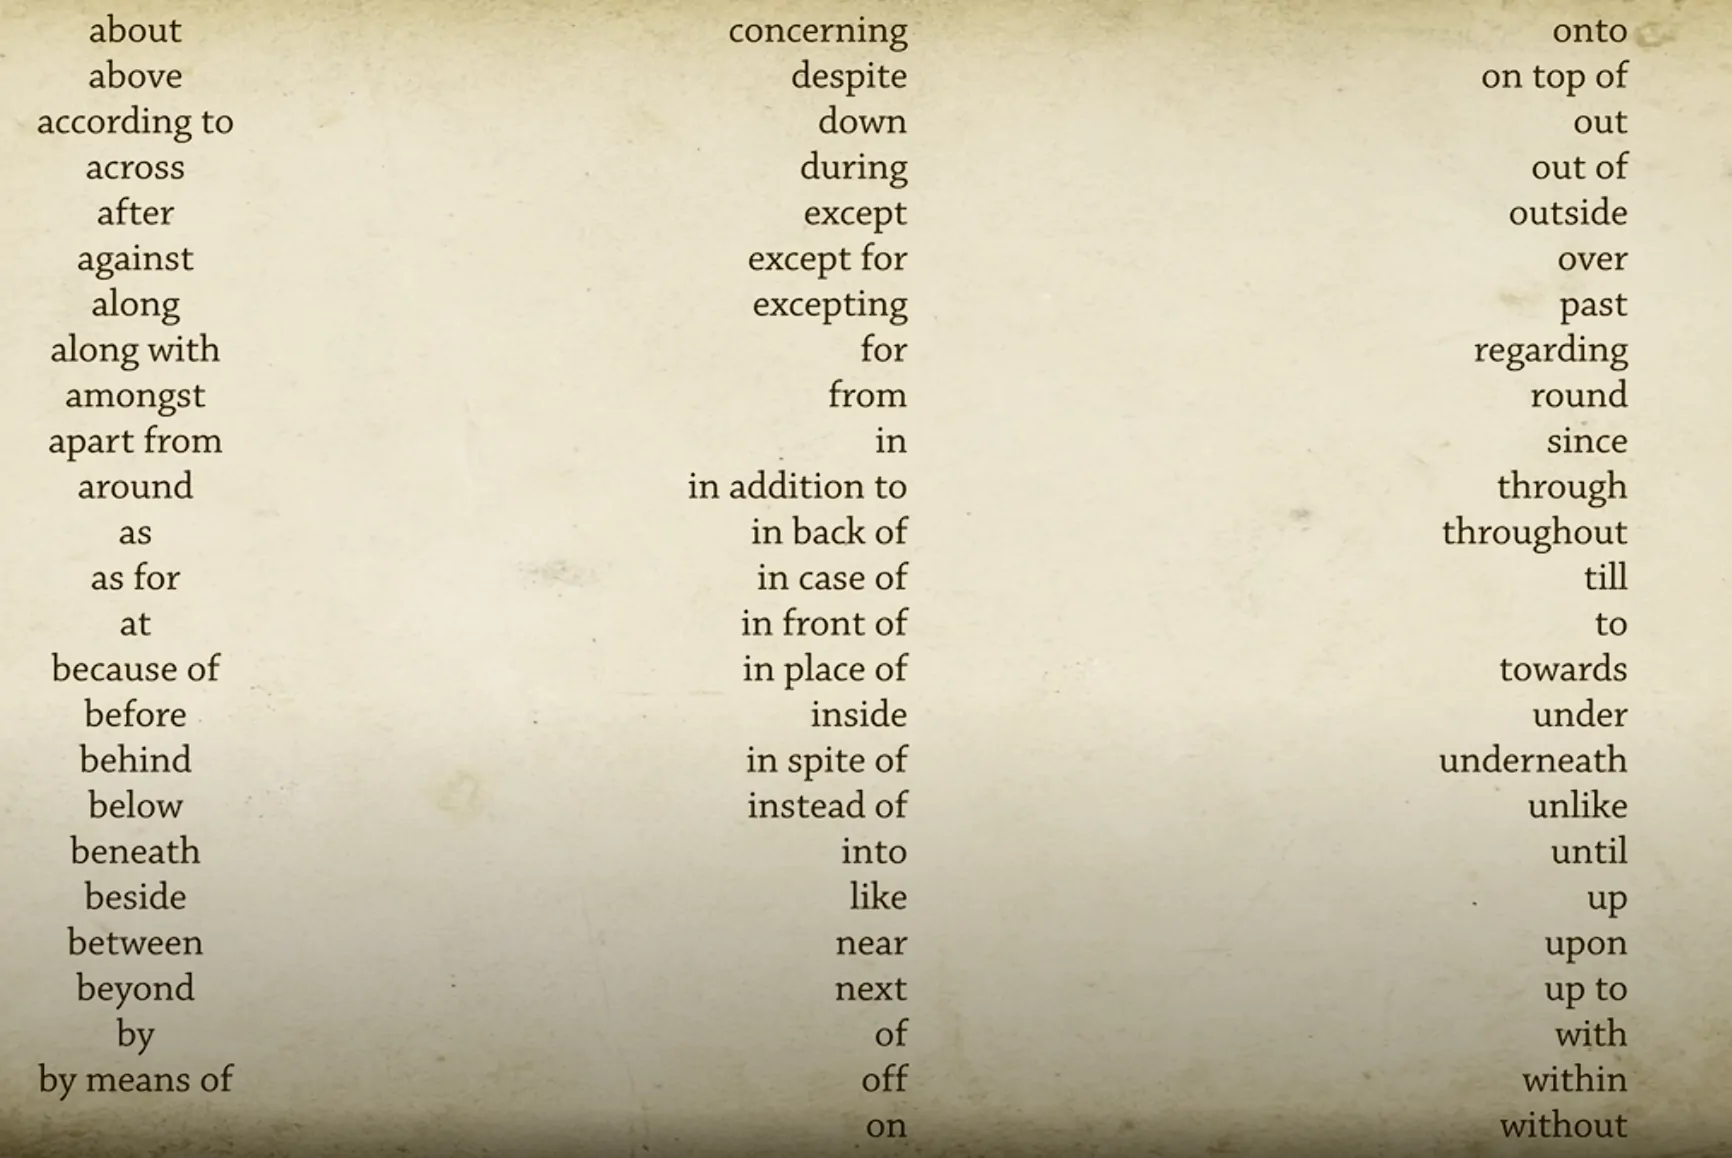 about
above
according to
across
after
against
along
along with
amongst
apart from
around
as
as for
at
because of
before
behind
below
beneath
beside
between
beyond
by
by means of
concerning
despite
down
during
except
except for
excepting
for
from
in
in addition to
in back of
in case of
in front of
in place of
inside
in spite of
instead of
into
like
near
next
of
off
on
onto
on top of
out
out of
outside
over
past
regarding
round
since
through
throughout
till
to
towards
under
underneath
unlike
until
up
upon
up to
with
within
without